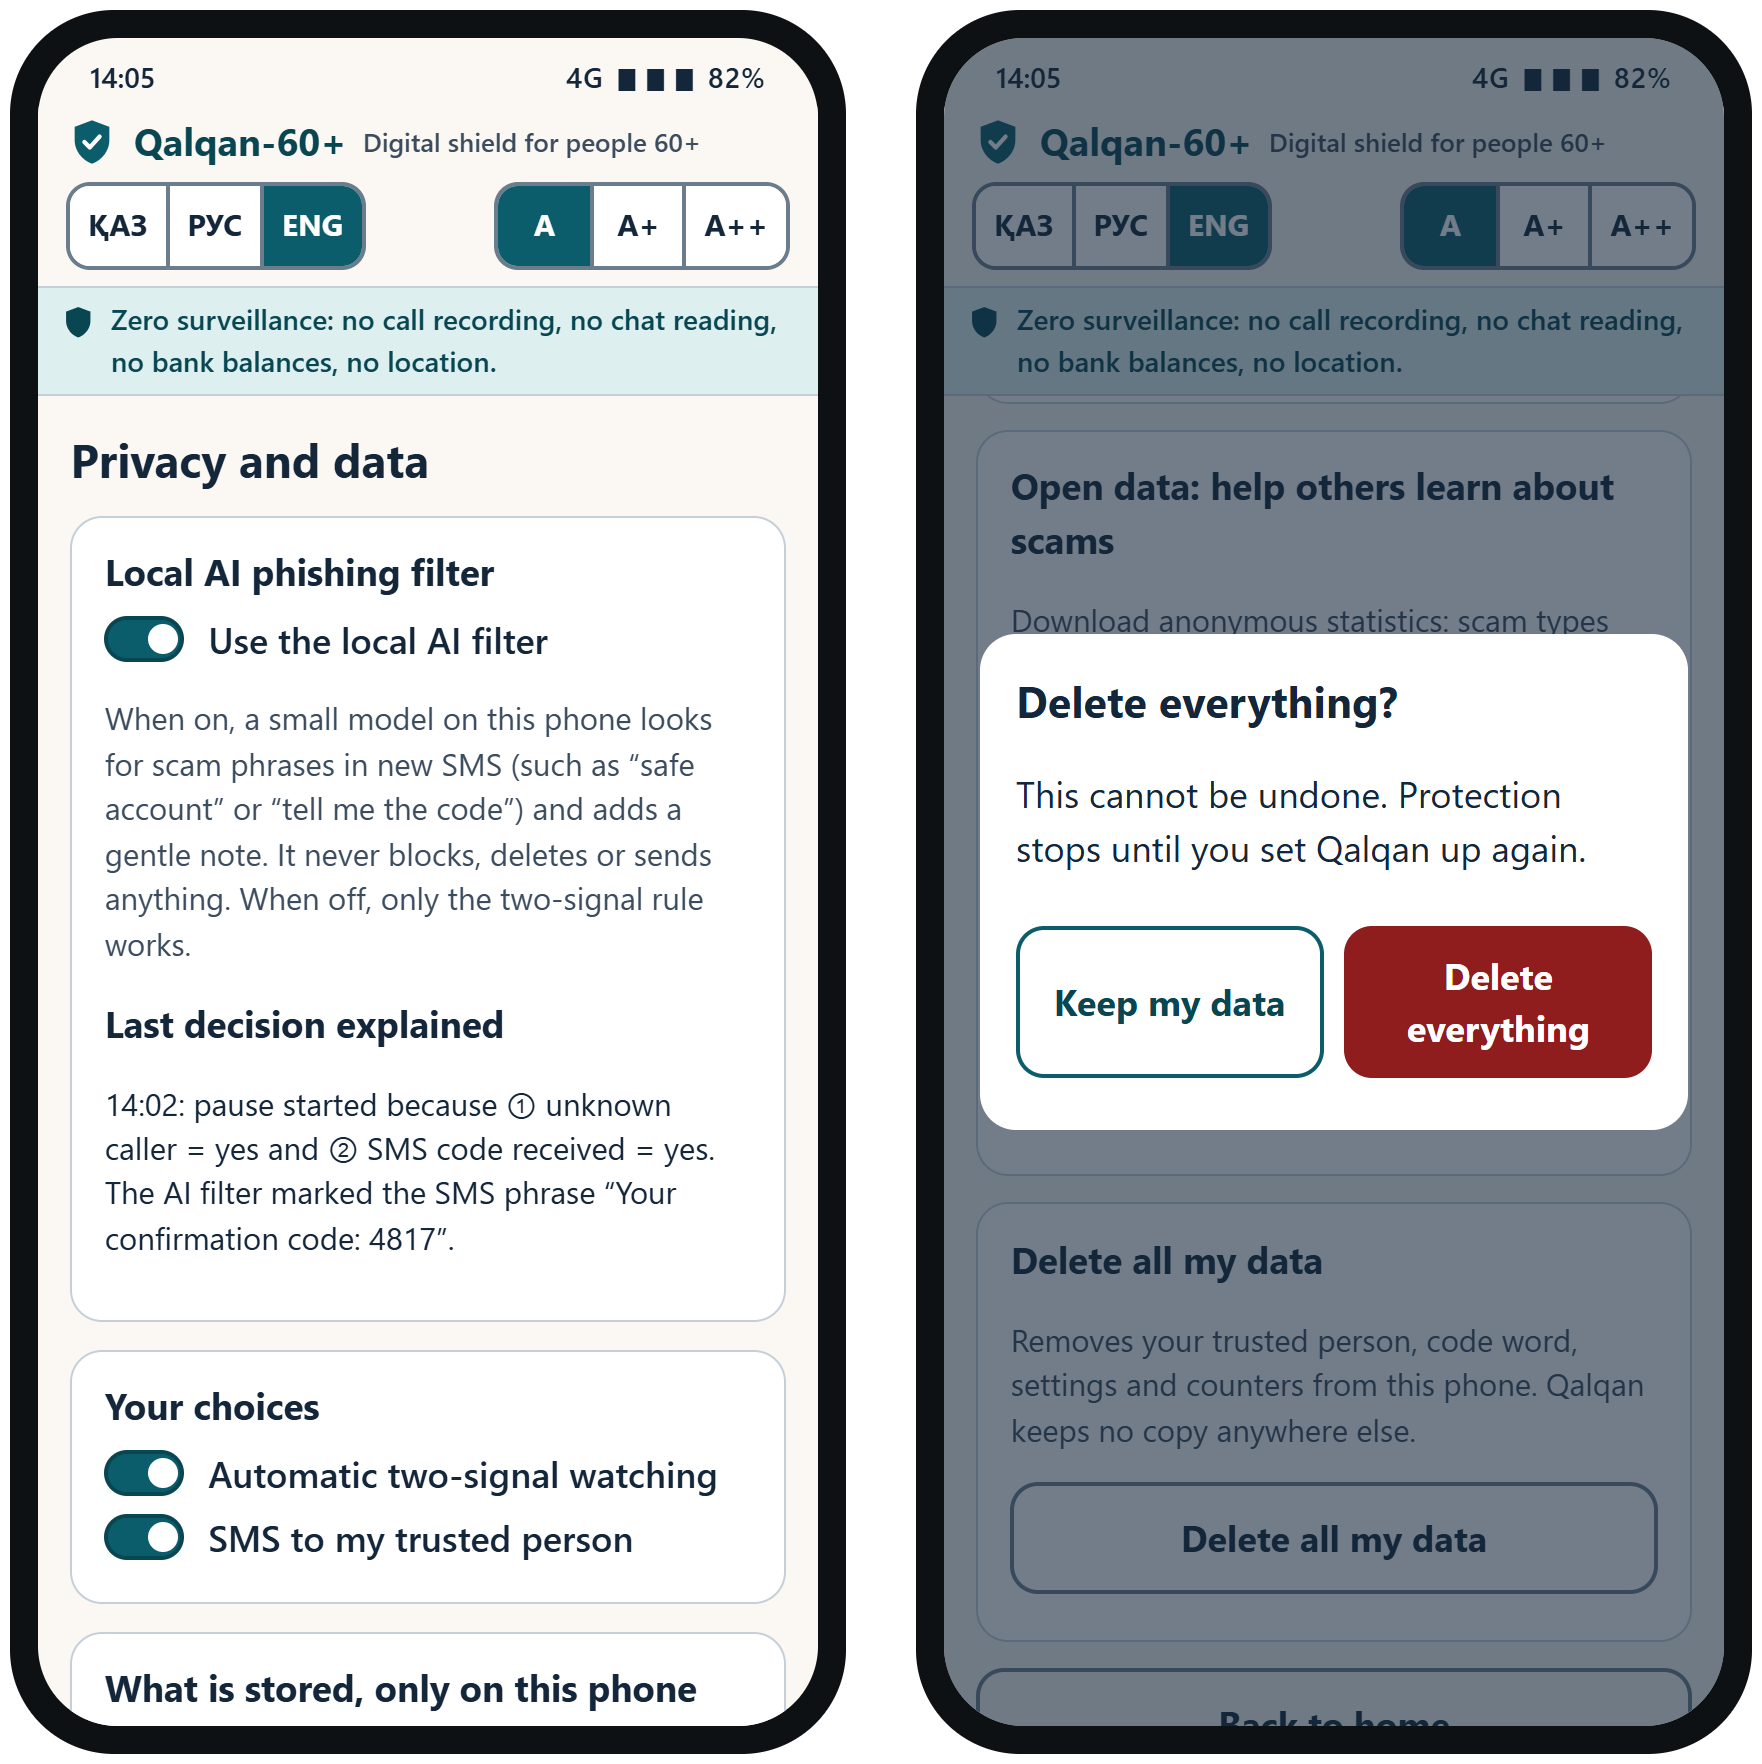 14:05
4G 82%
Qalqan-60+ Digital shield for people 60+
ҚАЗ РУС ENG A A+ A++
Zero surveillance: no call recording, no chat reading,
no bank balances, no location.
Privacy and data
Local AI phishing filter
Use the local AI filter
When on, a small model on this phone looks
for scam phrases in new SMS (such as “safe
account” or “tell me the code”) and adds a
gentle note. It never blocks, deletes or sends
anything. When off, only the two-signal rule
works.
Last decision explained
14:02: pause started because ① unknown
caller = yes and ② SMS code received = yes.
The AI filter marked the SMS phrase “Your
confirmation code: 4817”.
Your choices
Automatic two-signal watching
SMS to my trusted person
What is stored, only on this phone
14:05
4G 82%
Qalqan-60+ Digital shield for people 60+
ҚАЗ РУС ENG A A+ A++
Zero surveillance: no call recording, no chat reading,
no bank balances, no location.
Open data: help others learn about
scams
Download anonymous statistics: scam types
Delete everything?
This cannot be undone. Protection
stops until you set Qalqan up again.
Keep my data
Delete
everything
Delete all my data
Removes your trusted person, code word,
settings and counters from this phone. Qalqan
keeps no copy anywhere else.
Delete all my data
Back to home